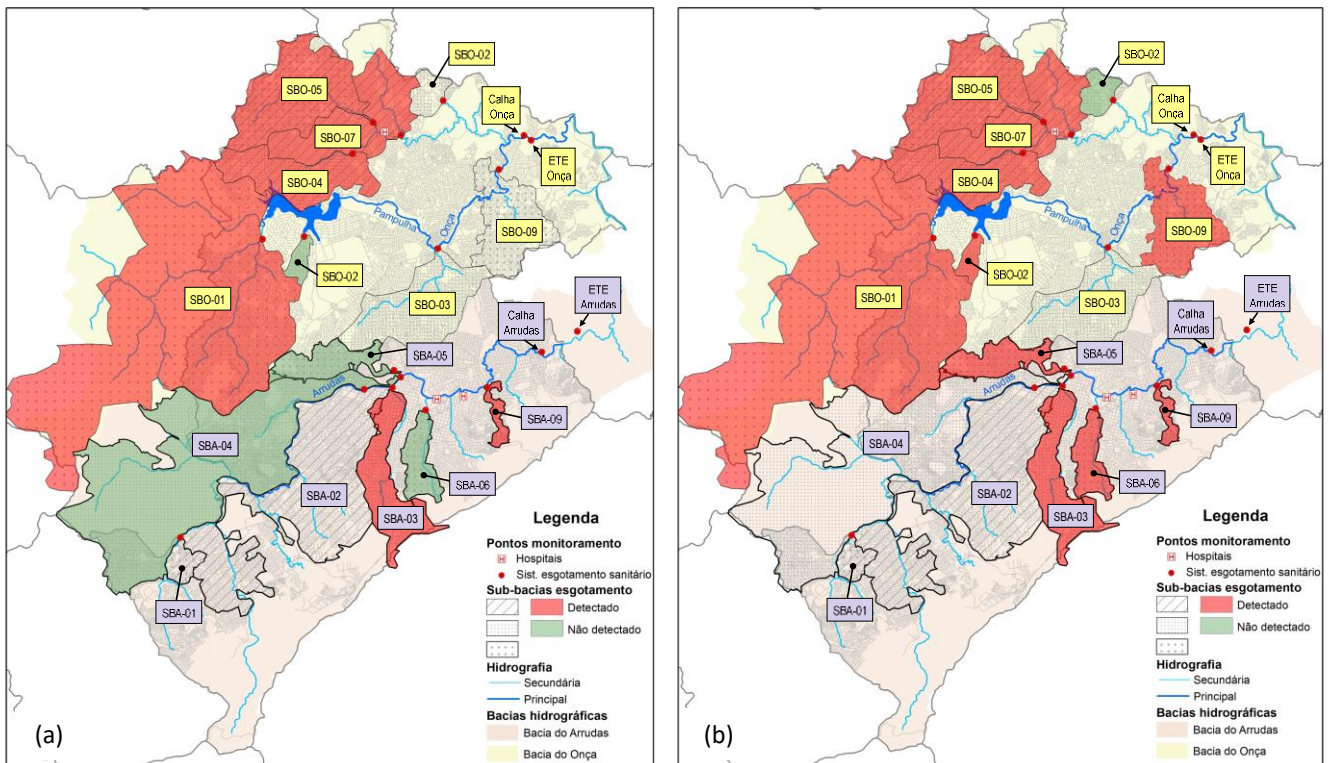 SBO-02
SBO-05
Calha
Onça
SBO-07
H
ETE
Onça
SBO-04
Pampulha
Onça
SBO-09
SBO-02
SBO-01
SBO-03
ETE
Arrudas
Calha
Arrudas
SBA-05
Arrudas
H
H
SBA-09
SBA-04
SBA-06
SBA-02
SBA-03
SBA-01
Legenda
Pontos monitoramento
H Hospitais
Sist. esgotamento sanitário
Sub-bacias esgotamento
Detectado
Não detectado
Hidrografia
Secundária
Principal
Bacias hidrográficas
Bacia do Arrudas
Bacia do Onça
(a)
SBO-02
SBO-05
Calha
Onça
SBO-07
H
ETE
Onça
SBO-04
Pampulha
Onça
SBO-09
SBO-02
SBO-01
SBO-03
ETE
Arrudas
Calha
Arrudas
SBA-05
Arrudas
H
H
SBA-09
SBA-04
SBA-06
SBA-02
SBA-03
SBA-01
Legenda
Pontos monitoramento
H Hospitais
Sist. esgotamento sanitário
Sub-bacias esgotamento
Detectado
Não detectado
Hidrografia
Secundária
Principal
Bacias hidrográficas
Bacia do Arrudas
Bacia do Onça
(b)